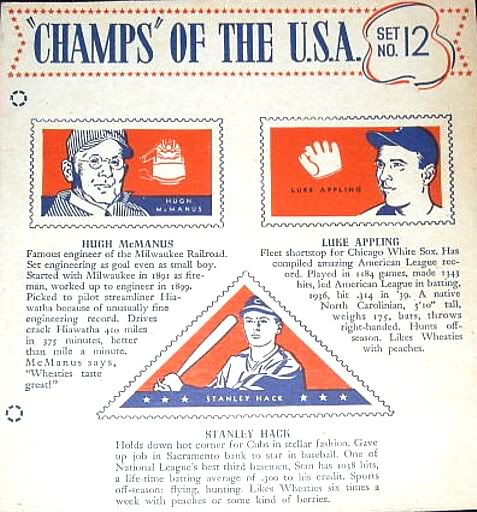 "CHAMPS" OF THE U.S.A.
SET
NO. 12
HUGH
McMANUS
LUKE APPLING
HUGH McMANUS
Famous engineer of the Milwaukee Railroad.
Set engineering as goal even as small boy.
Started with Milwaukee in 1891 as fire-
man, worked up to engineer in 1899.
Picked to pilot streamliner Hia-
watha because of unusually fine
engineering record. Drives
crack Hiawatha 410 miles
in 375 minutes, better
than mile a minute.
McManus says,
"Wheaties taste
great!"
LUKE APPLING
Fleet shortstop for Chicago White Sox. Has
compiled amazing American League rec-
ord. Played in 1184 games, made 1343
hits, led American League in batting,
1936, hit .314 in '39. A native
North Carolinian, 5'10" tall,
weighs 175, bats, throws
right-handed. Hunts off-
season. Likes Wheaties
with peaches.
STANLEY HACK
STANLEY HACK
Holds down hot corner for Cubs in stellar fashion. Gave
up job in Sacramento bank to star in baseball. One of
National League's best third basemen, Stan has 1038 hits,
a life-time batting average of .300 to his credit. Sports
off-season: flying, hunting. Likes Wheaties six times a
week with peaches or some kind of berries.